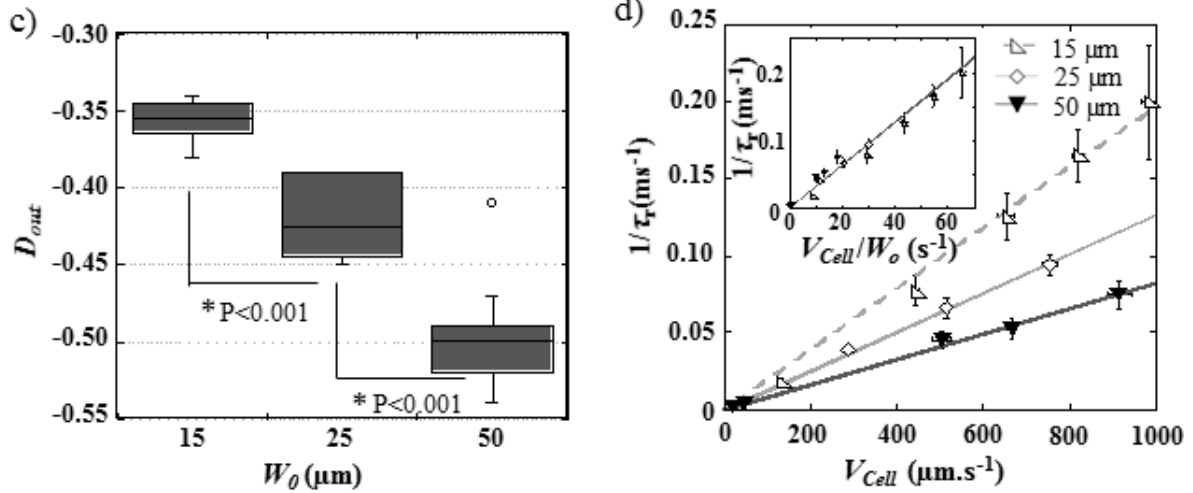 c)
-0.30
-0.35
-0.40
-0.45
-0.50
-0.55
D_out
* P<0.001
* P<0.001
15
25
50
W_0 (μm)
d)
0.25
0.20
0.15
0.10
0.05
0
1/τ_r(ms⁻¹)
15 μm
25 μm
50 μm
0.2
0.1
0
1/τ_r(ms⁻¹)
0
20
40
60
V_Cell/W_o (s⁻¹)
0
200
400
600
800
1000
V_Cell (μm.s⁻¹)